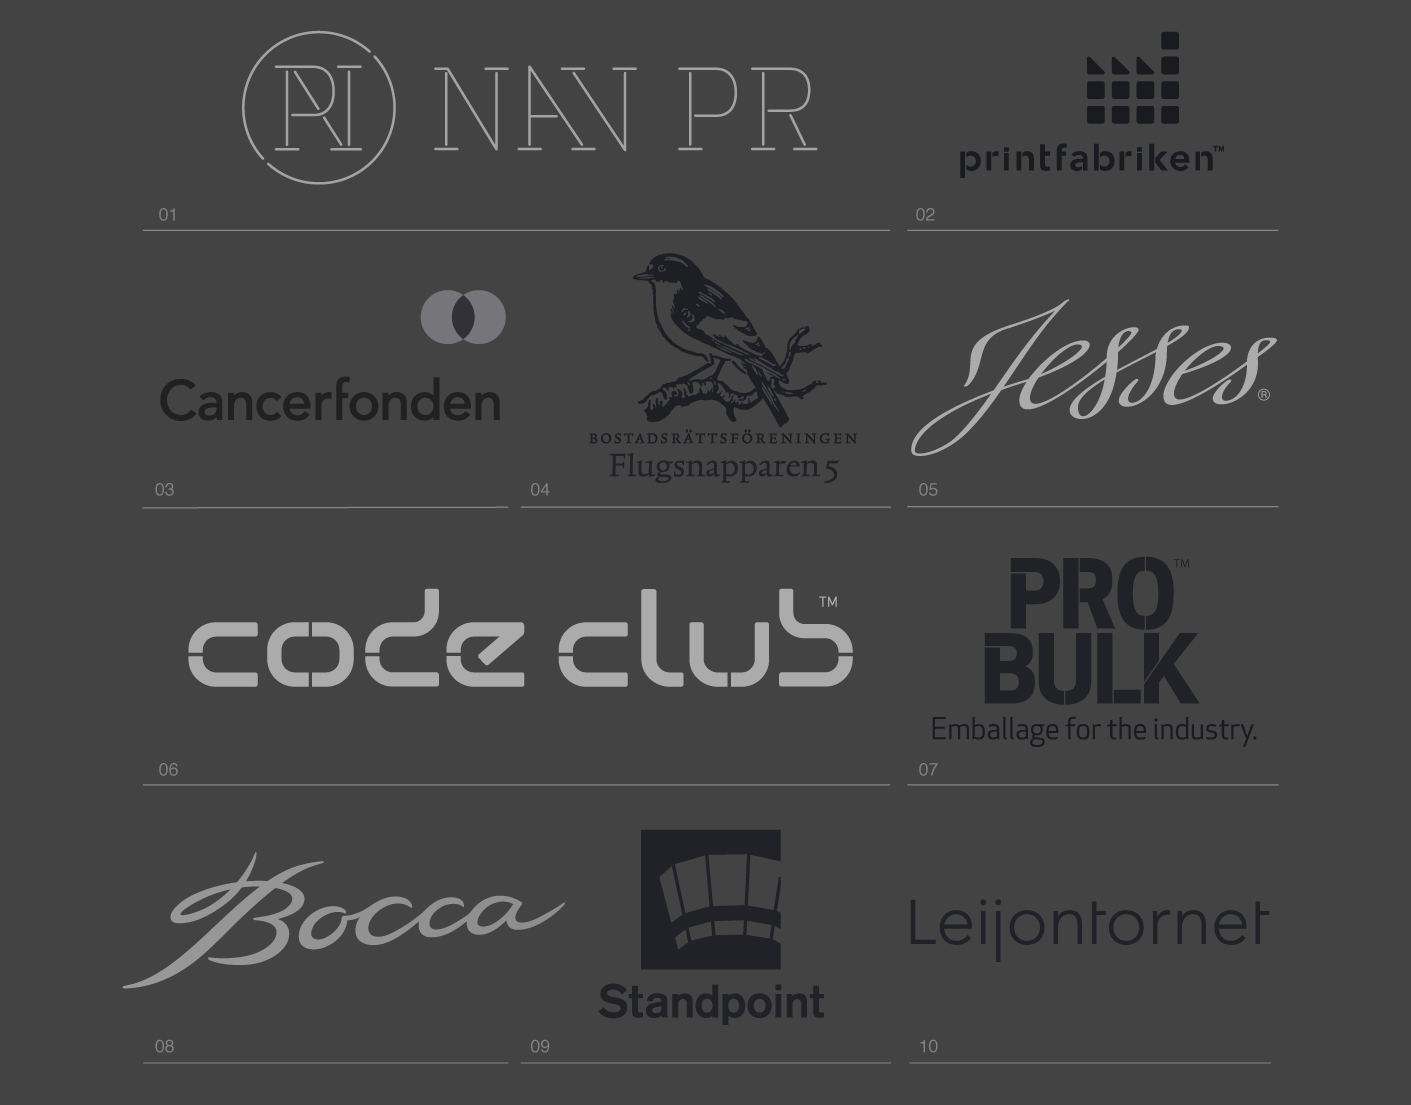 NAV PR
printfabriken™
01
02
Cancerfonden
BOSTADSRÄTTSFÖRENINGEN
Flugsnapparen 5
Jesses®
03
04
05
code club™
PRO™
BULK
Emballage for the industry.
06
07
Bocca
Standpoint
Leijontornet
08
09
10